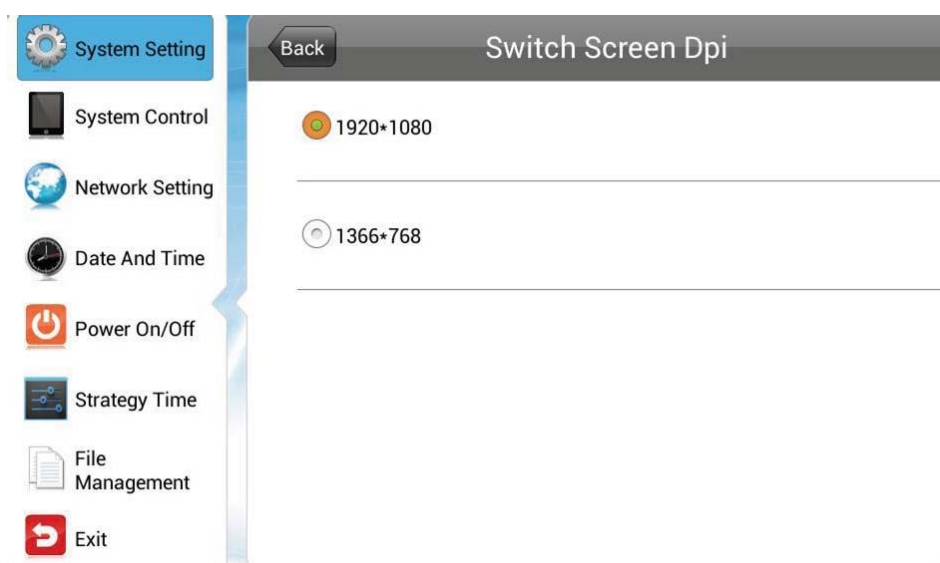 System Setting
System Control
Network Setting
Date And Time
Power On/Off
Strategy Time
File
Management
Exit
Back
Switch Screen Dpi
1920*1080
1366*768